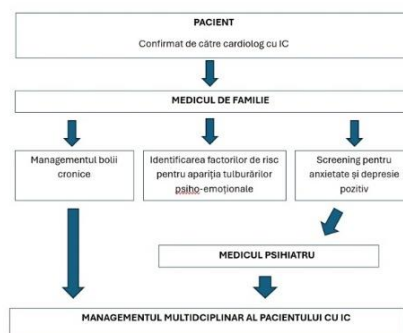 PACIENT
Confirmat de către cardiolog cu IC
MEDICUL DE FAMILIE
Managementul bolii
cronice
Identificarea factorilor de risc
pentru apariția tulburărilor
psiho-emoționale
Screening pentru
anxietate și depresie
pozitiv
MEDICUL PSIHIATRU
MANAGEMENTUL MULTIDCIPLINAR AL PACIENTULUI CU IC